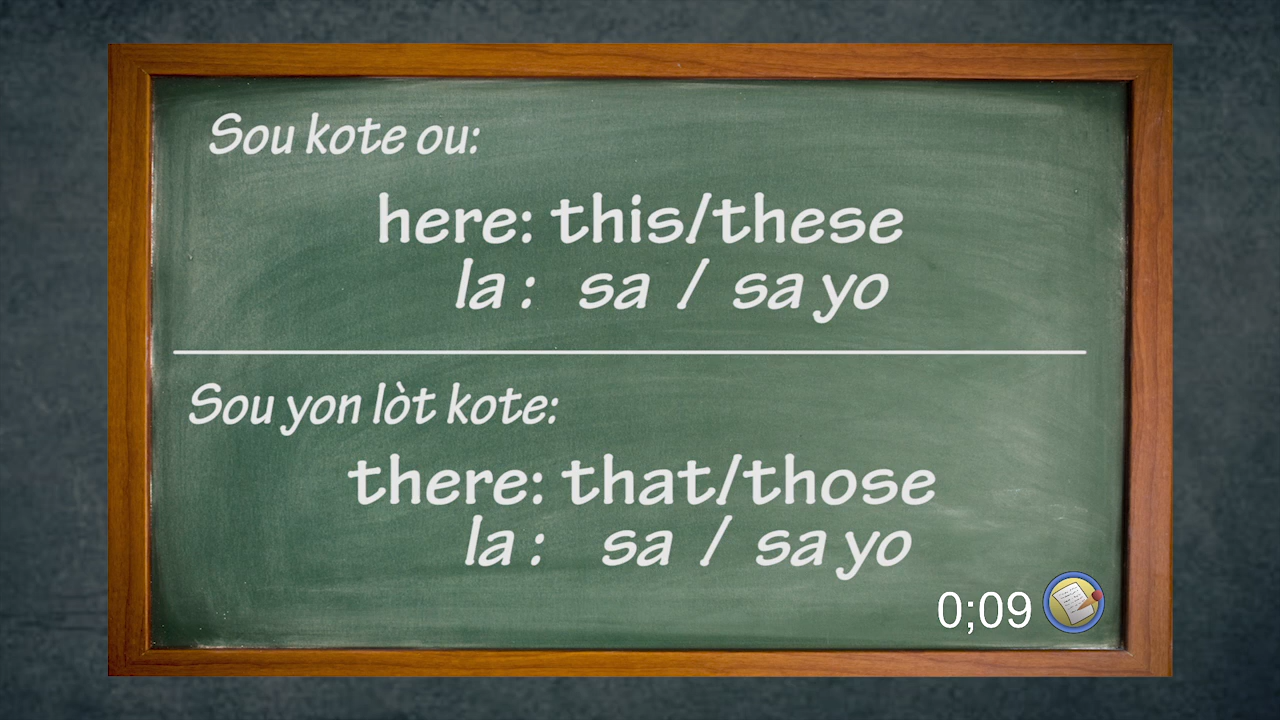 Sou kote ou:
here: this/these
la : sa / sa yo
Sou yon lòt kote:
there: that/those
la : sa / sa yo
0;09